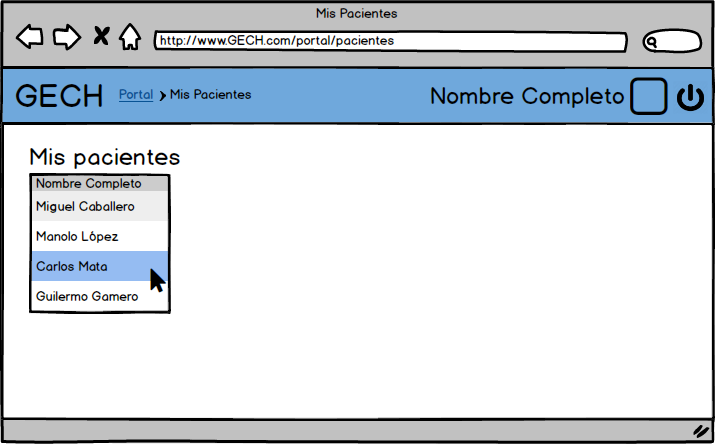 Mis Pacientes
http://www.GECH.com/portal/pacientes
GECH Portal Mis Pacientes Nombre Completo
Mis pacientes
Nombre Completo
Miguel Caballero
Manolo López
Carlos Mata
Guilermo Gamero